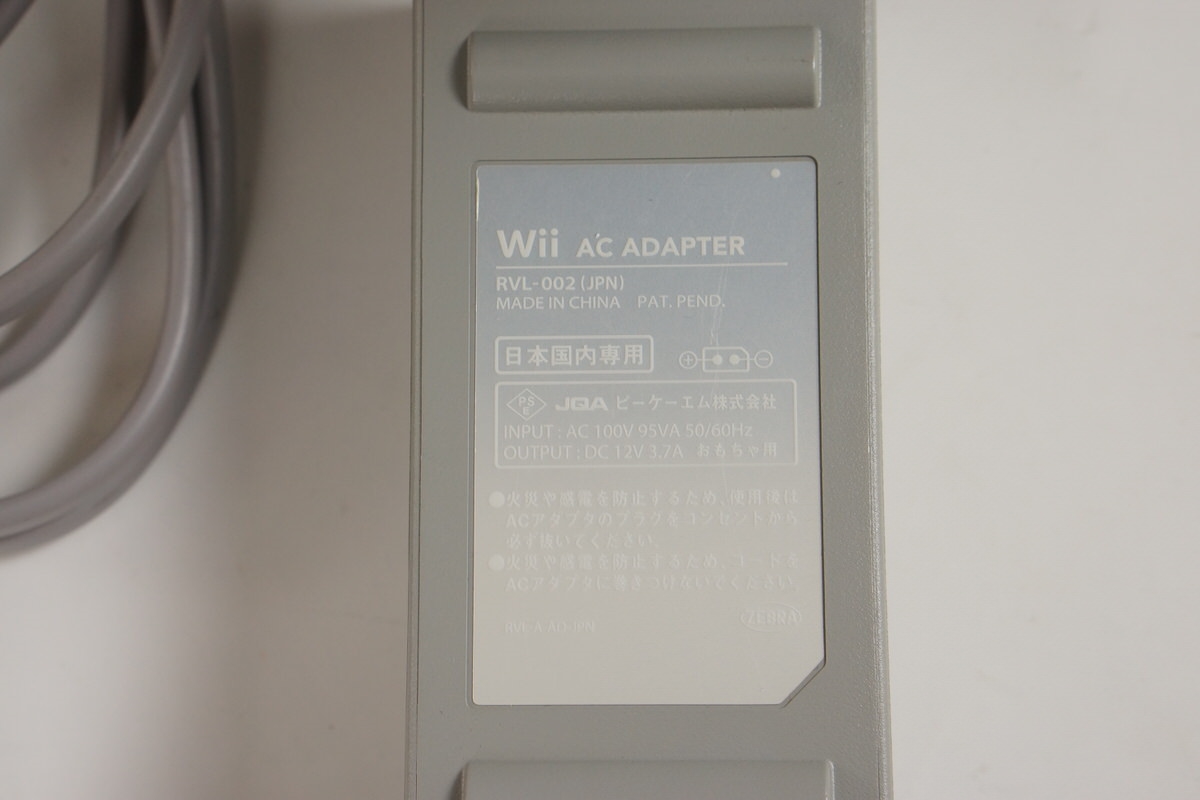 Wii AC ADAPTER
RVL-002 (JPN)
MADE IN CHINA PAT. PEND.
日本国内専用
PS E JQA ピーケーエム株式会社
INPUT : AC 100V 95VA 50/60Hz
OUTPUT : DC 12V 3.7A おもちゃ用
●火災や感電を防止するため、使用後は
ACアダプタのプラグをコンセントから
必ず抜いてください。
●火災や感電を防止するため、コードを
ACアダプタに巻きつけないでください。
RVL-A-AD-JPN
ZEBRA